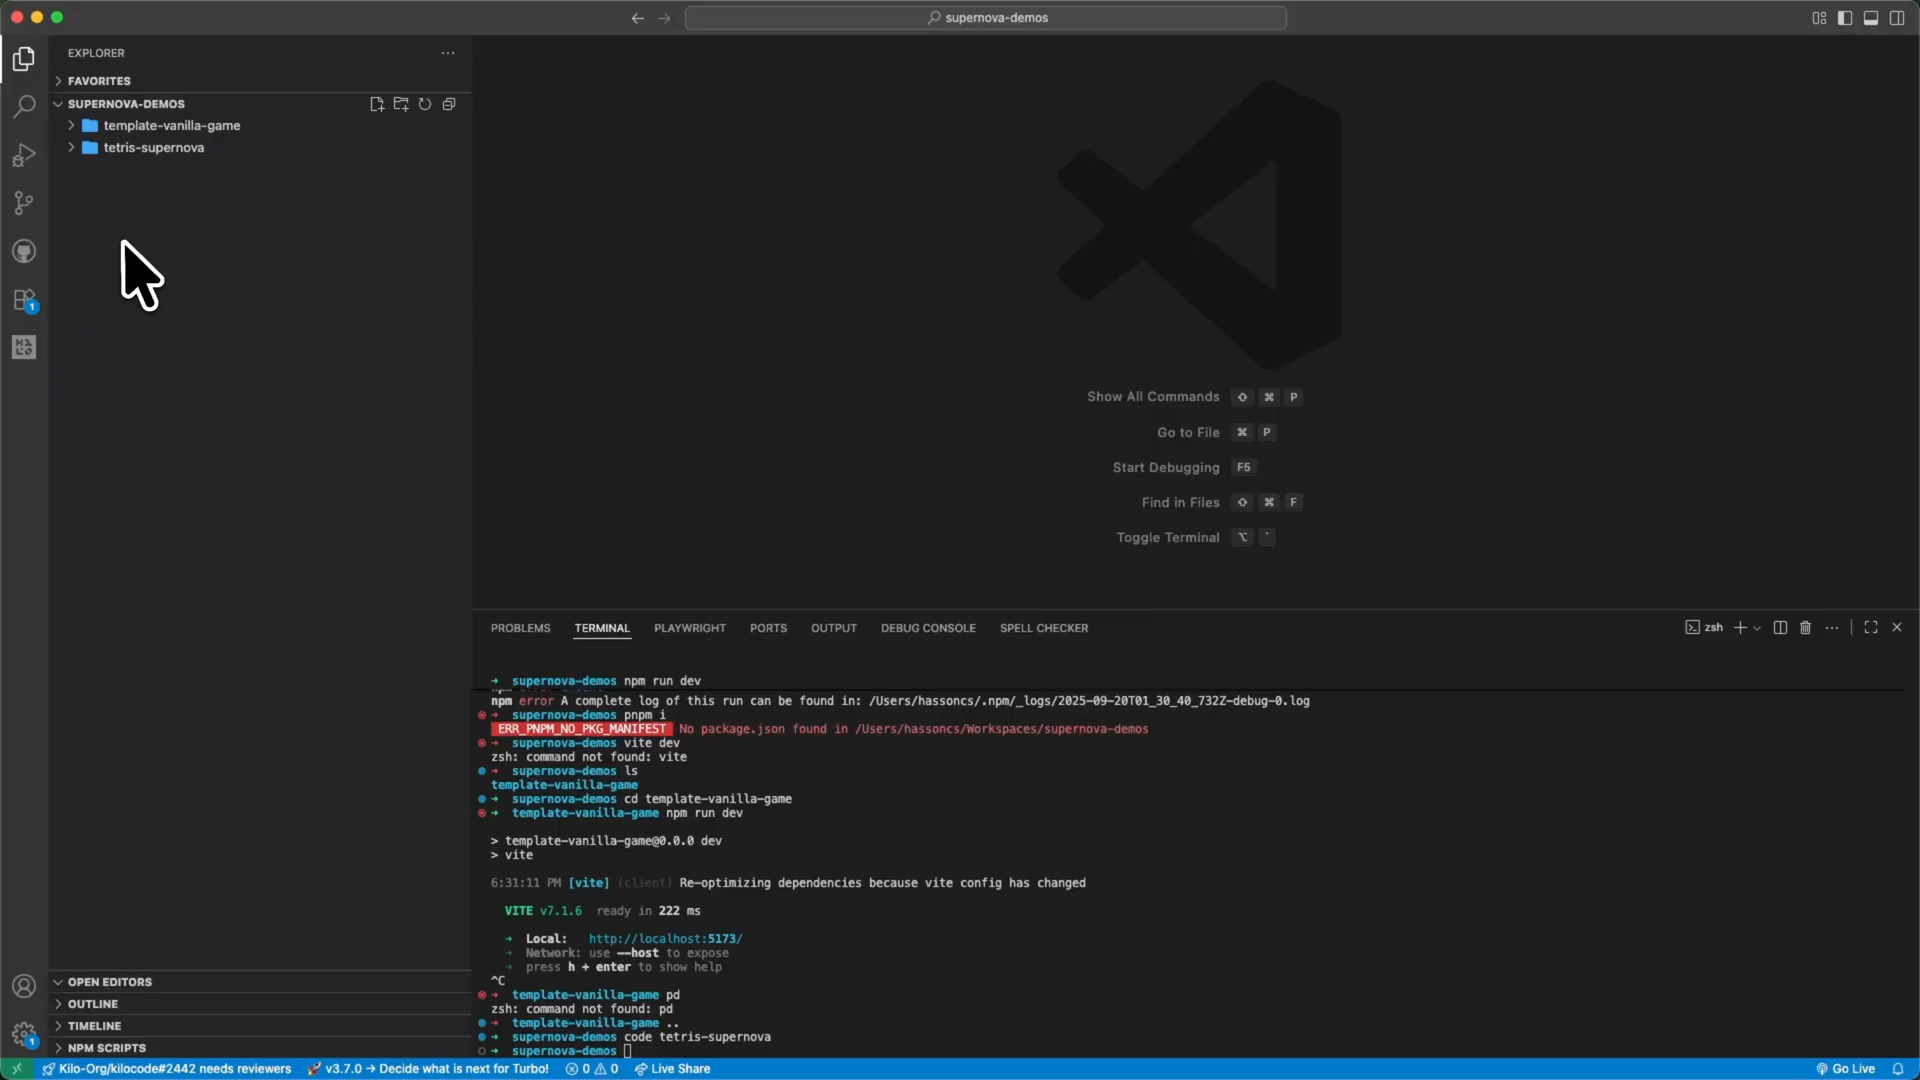 supernova-demos
EXPLORER
FAVORITES
SUPERNOVA-DEMOS
template-vanilla-game
tetris-supernova
1
Show All Commands ⌘ P
Go to File ⌘ P
Start Debugging F5
Find in Files ⌘ F
Toggle Terminal ⌥ `
PROBLEMS TERMINAL PLAYWRIGHT PORTS OUTPUT DEBUG CONSOLE SPELL CHECKER
zsh
➜ supernova-demos npm run dev
npm error A complete log of this run can be found in: /Users/hassoncs/.npm/_logs/2025-09-20T01_30_40_732Z-debug-0.log
➜ supernova-demos pnpm i
ERR_PNPM_NO_PKG_MANIFEST No package.json found in /Users/hassoncs/Workspaces/supernova-demos
➜ supernova-demos vite dev
zsh: command not found: vite
➜ supernova-demos ls
template-vanilla-game
➜ supernova-demos cd template-vanilla-game
➜ template-vanilla-game npm run dev
> template-vanilla-game@0.0.0 dev
> vite
6:31:11 PM [vite] (client) Re-optimizing dependencies because vite config has changed
VITE v7.1.6 ready in 222 ms
➜ Local: http://localhost:5173/
➜ Network: use --host to expose
➜ press h + enter to show help
^C
➜ template-vanilla-game pd
zsh: command not found: pd
➜ template-vanilla-game ..
➜ supernova-demos code tetris-supernova
➜ supernova-demos
OPEN EDITORS
OUTLINE
TIMELINE
NPM SCRIPTS
1
Kilo-Org/kilocode#2442 needs reviewers v3.7.0 → Decide what is next for Turbo! 0 0 Live Share Go Live